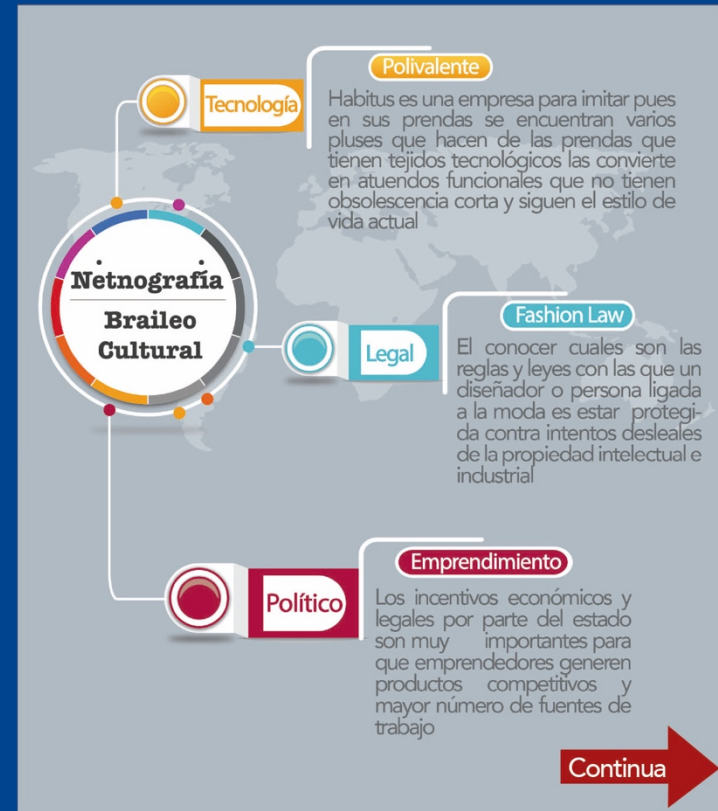 Polivalente
Tecnología
Habitus es una empresa para imitar pues
en sus prendas se encuentran varios
pluses que hacen de las prendas que
tienen tejidos tecnológicos las convierte
en atuendos funcionales que no tienen
obsolescencia corta y siguen el estilo de
vida actual
Netnografía
Braileo
Cultural
Fashion Law
Legal
El conocer cuales son las
reglas y leyes con las que un
diseñador o persona ligada
a la moda es estar protegi-
da contra intentos desleales
de la propiedad intelectual e
industrial
Emprendimiento
Político
Los incentivos económicos y
legales por parte del estado
son muy importantes para
que emprendedores generen
productos competitivos y
mayor número de fuentes de
trabajo
Continua